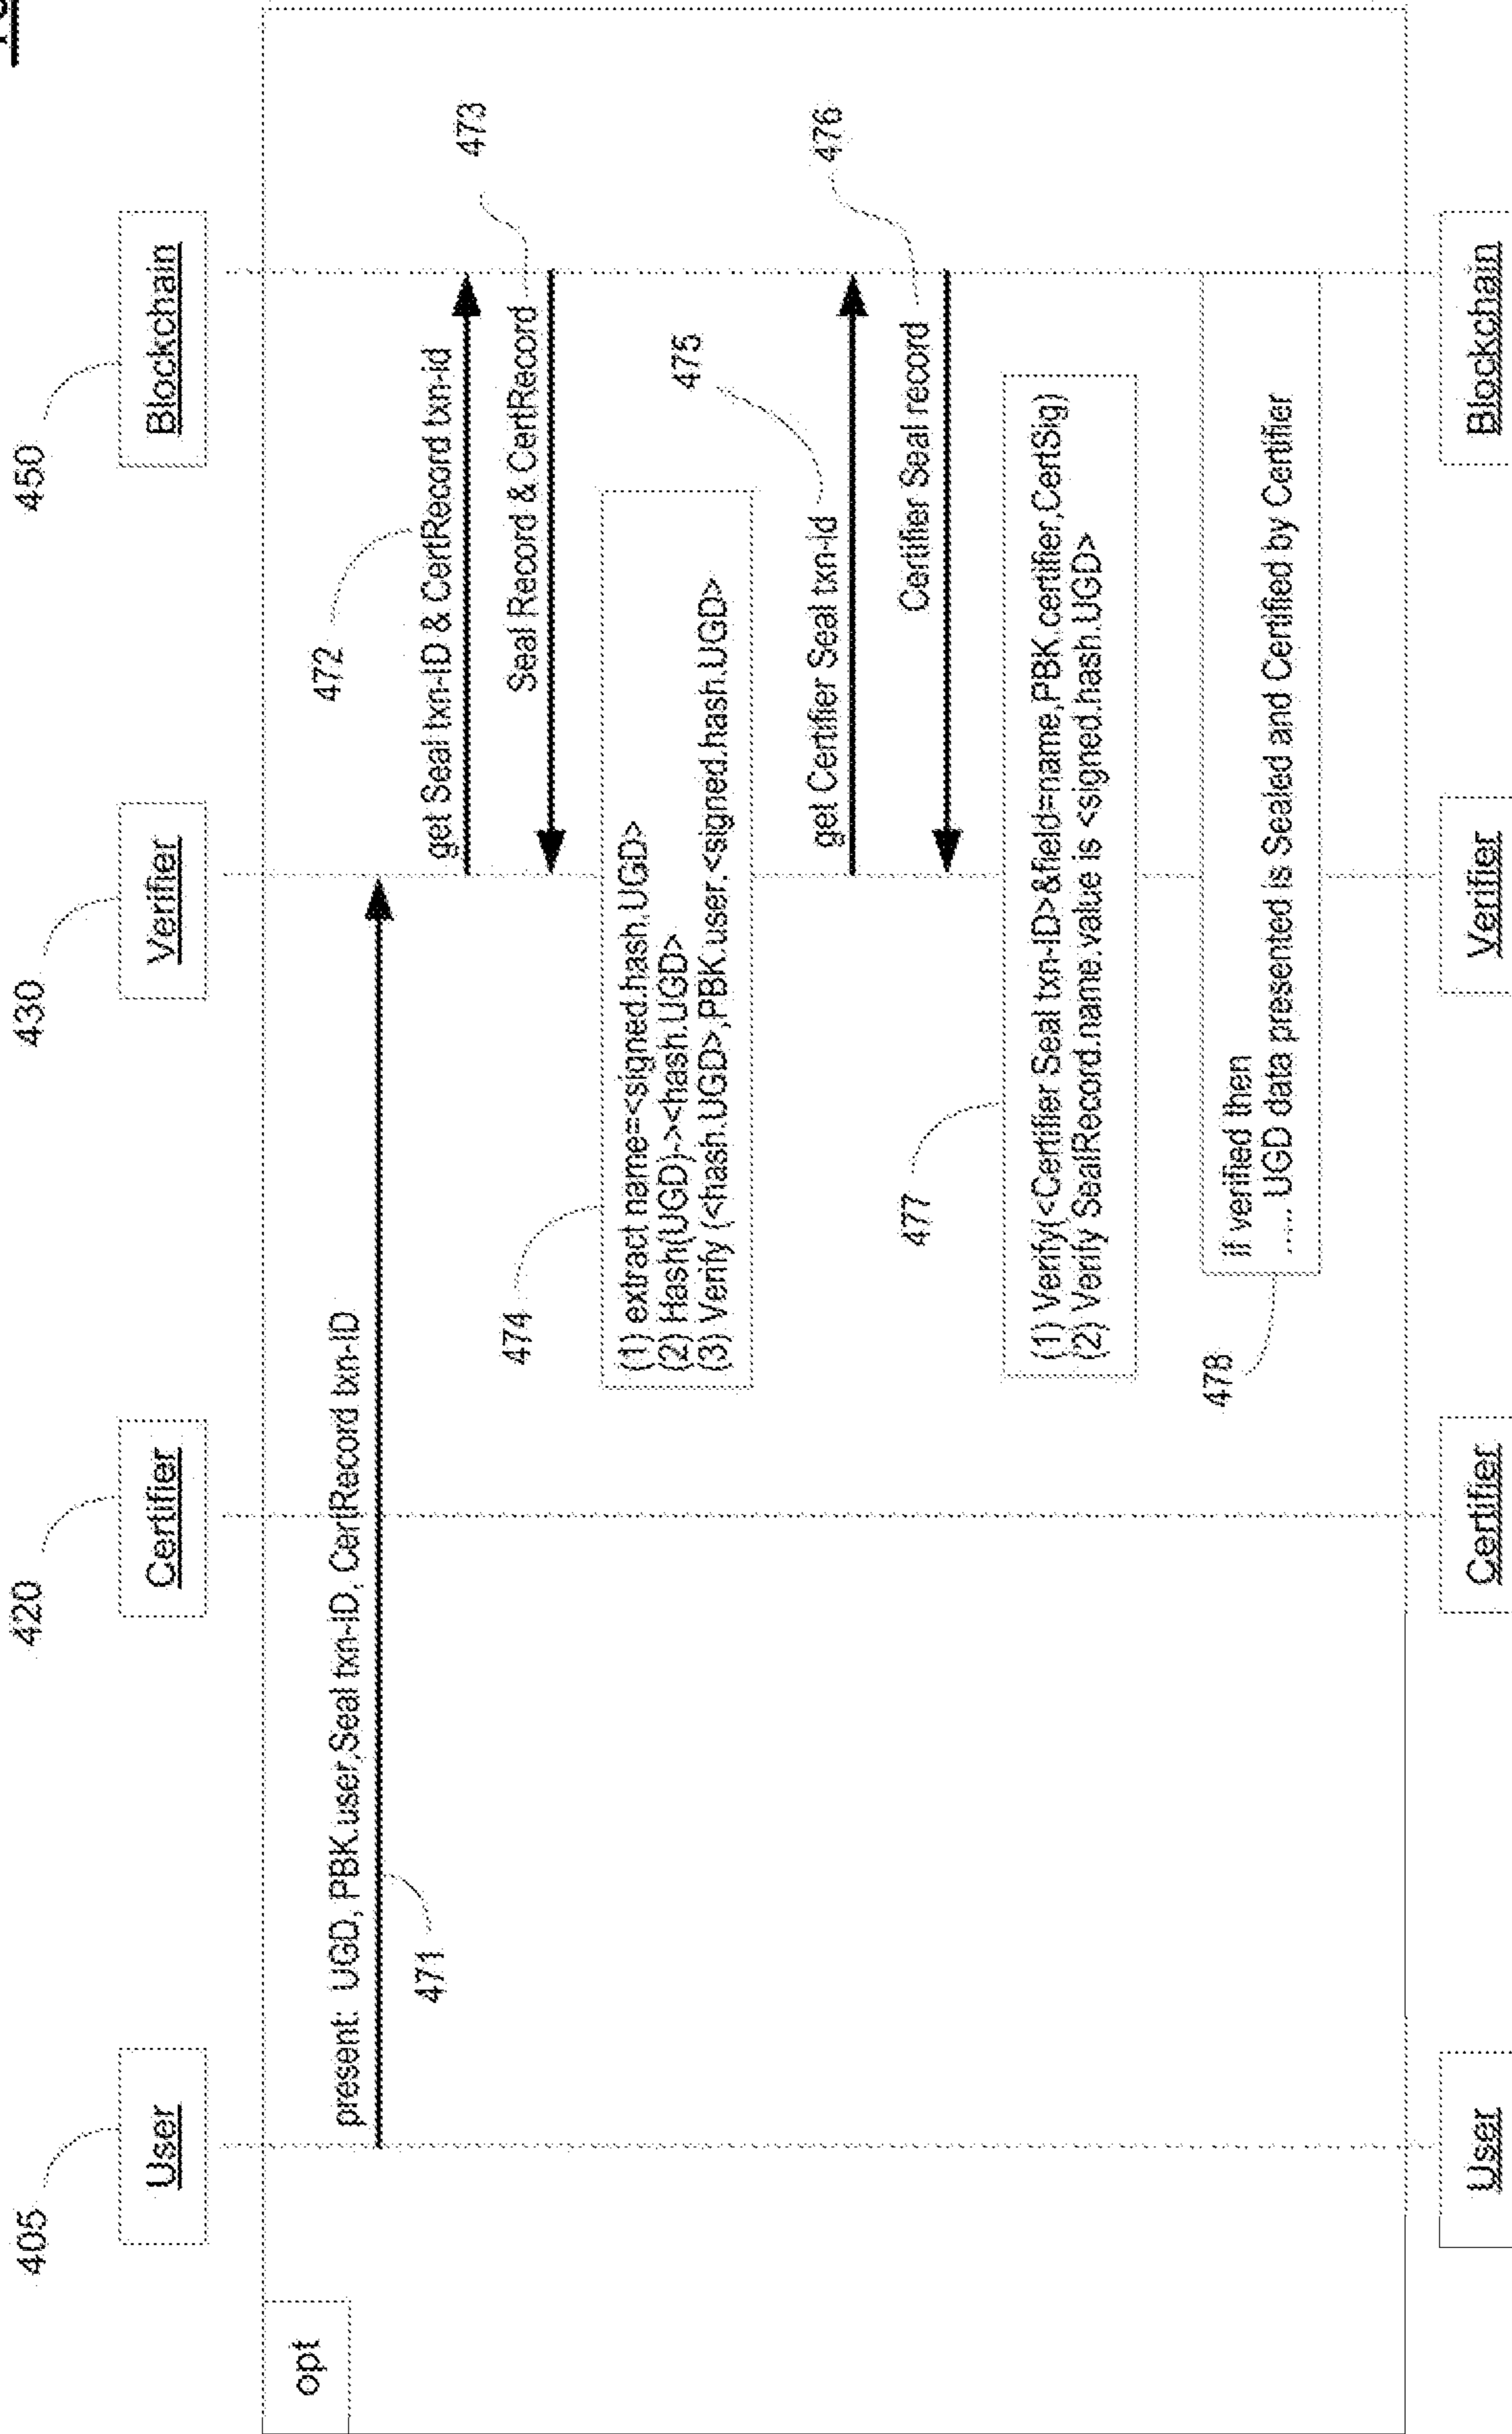 405
420
430
450
User
Certifier
Verifier
Blockchain
opt
present: UGD, PBK.user,Seal txn-ID, CertRecord txn-ID
471
get Seal txn-ID & CertRecord txn-id
472
Seal Record & CertRecord
473
474
(1) extract name=<signed.hash.UGD>
(2) Hash(UGD)-><hash.UGD>
(3) Verify (<hash.UGD>,PBK.user,<signed.hash.UGD>
get Certifier Seal txn-id
475
Certifier Seal record
476
477
(1) Verify(<Certifier Seal txn-ID>&field=name,PBK.certifier,CertSig)
(2) Verify SealRecord.name.value is <signed.hash.UGD>
478
If verified then
..... UGD data presented is Sealed and Certified by Certifier
User
Certifier
Verifier
Blockchain